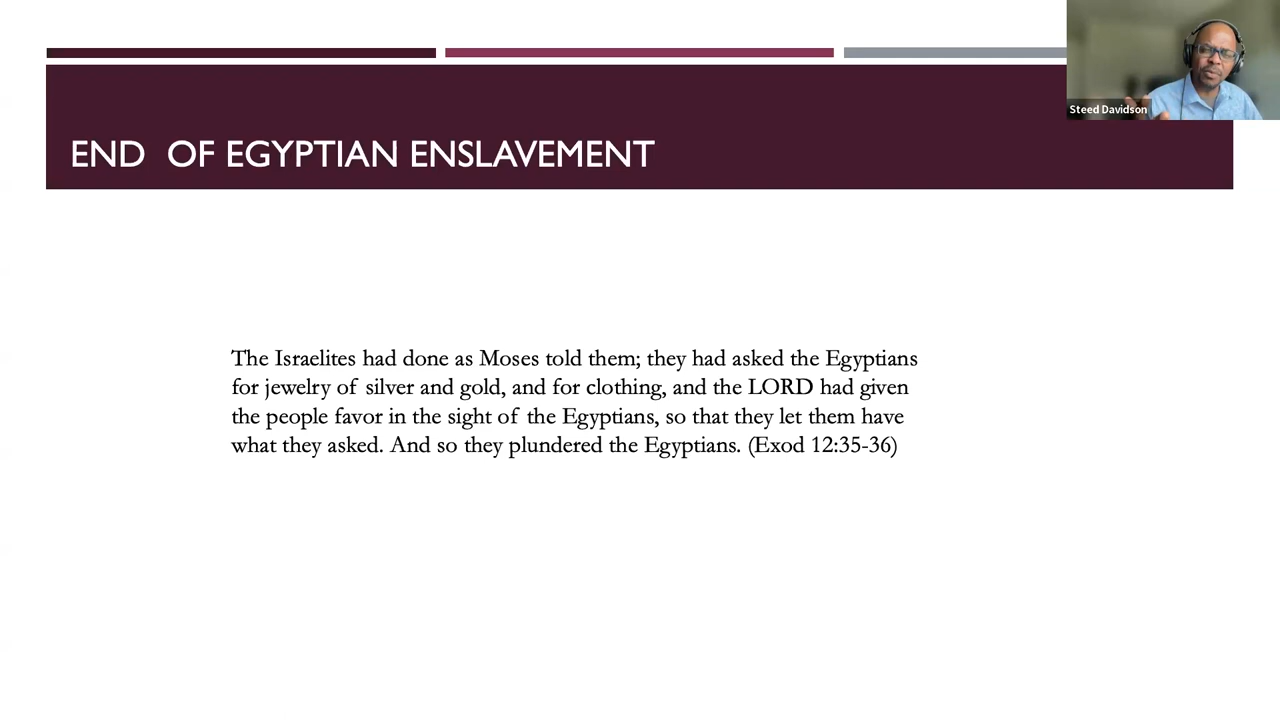 Steed Davidson
END OF EGYPTIAN ENSLAVEMENT
The Israelites had done as Moses told them; they had asked the Egyptians
for jewelry of silver and gold, and for clothing, and the LORD had given
the people favor in the sight of the Egyptians, so that they let them have
what they asked. And so they plundered the Egyptians. (Exod 12:35-36)